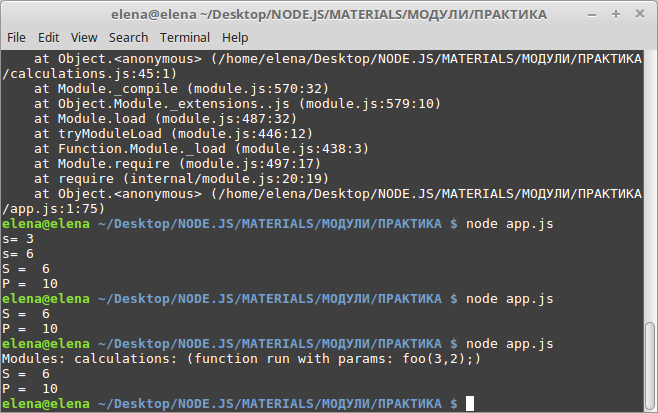 elena@elena ~/Desktop/NODE.JS/MATERIALS/МОДУЛИ/ПРАКТИКА
File Edit View Search Terminal Help
at Object.<anonymous> (/home/elena/Desktop/NODE.JS/MATERIALS/МОДУЛИ/ПРАКТИКА
/calculations.js:45:1)
at Module._compile (module.js:570:32)
at Object.Module._extensions..js (module.js:579:10)
at Module.load (module.js:487:32)
at tryModuleLoad (module.js:446:12)
at Function.Module._load (module.js:438:3)
at Module.require (module.js:497:17)
at require (internal/module.js:20:19)
at Object.<anonymous> (/home/elena/Desktop/NODE.JS/MATERIALS/МОДУЛИ/ПРАКТИКА
/app.js:1:75)
elena@elena ~/Desktop/NODE.JS/MATERIALS/МОДУЛИ/ПРАКТИКА $ node app.js
s= 3
s= 6
S =  6
P =  10
elena@elena ~/Desktop/NODE.JS/MATERIALS/МОДУЛИ/ПРАКТИКА $ node app.js
S =  6
P =  10
elena@elena ~/Desktop/NODE.JS/MATERIALS/МОДУЛИ/ПРАКТИКА $ node app.js
Modules: calculations: (function run with params: foo(3,2);)
S =  6
P =  10
elena@elena ~/Desktop/NODE.JS/MATERIALS/МОДУЛИ/ПРАКТИКА $